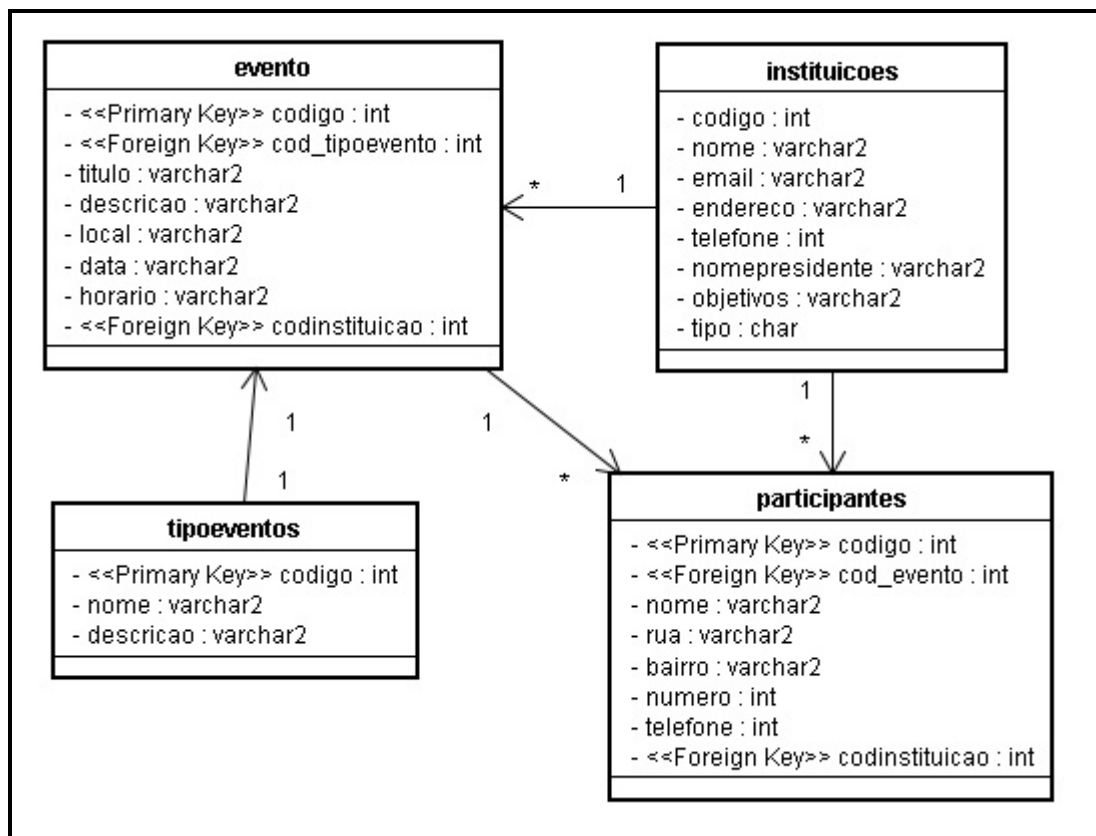 evento
- <<Primary Key>> codigo : int
- <<Foreign Key>> cod_tipoevento : int
- titulo : varchar2
- descricao : varchar2
- local : varchar2
- data : varchar2
- horario : varchar2
- <<Foreign Key>> codinstituicao : int
instituicoes
- codigo : int
- nome : varchar2
- email : varchar2
- endereco : varchar2
- telefone : int
- nomepresidente : varchar2
- objetivos : varchar2
- tipo : char
* 1
1
1
1
*
1
*
tipoeventos
- <<Primary Key>> codigo : int
- nome : varchar2
- descricao : varchar2
participantes
- <<Primary Key>> codigo : int
- <<Foreign Key>> cod_evento : int
- nome : varchar2
- rua : varchar2
- bairro : varchar2
- numero : int
- telefone : int
- <<Foreign Key>> codinstituicao : int